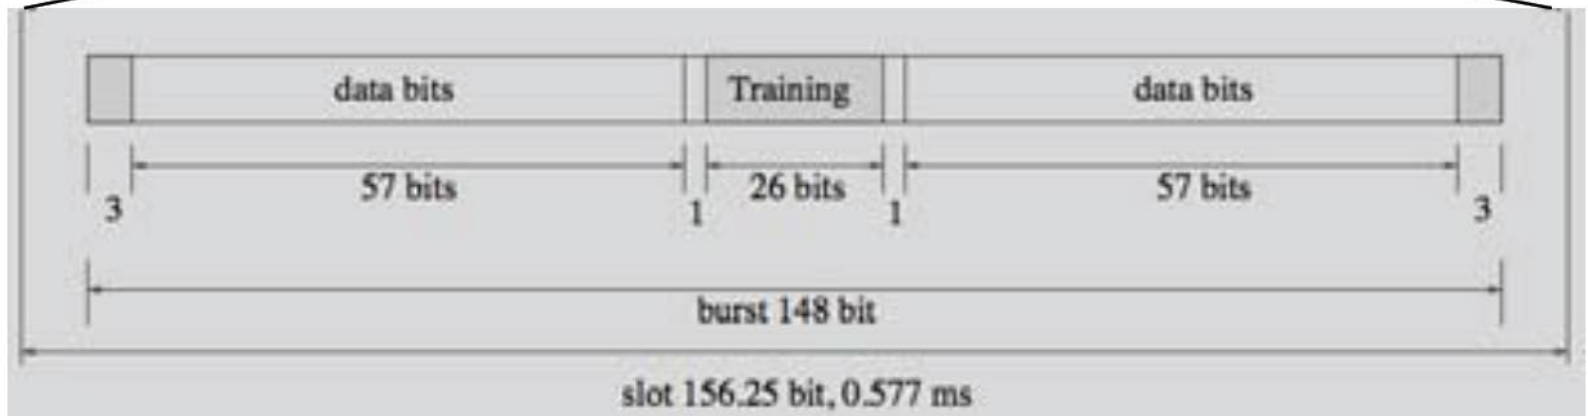 data bits Training data bits
57 bits 26 bits 57 bits
3 1 1 3
burst 148 bit
slot 156.25 bit, 0.577 ms